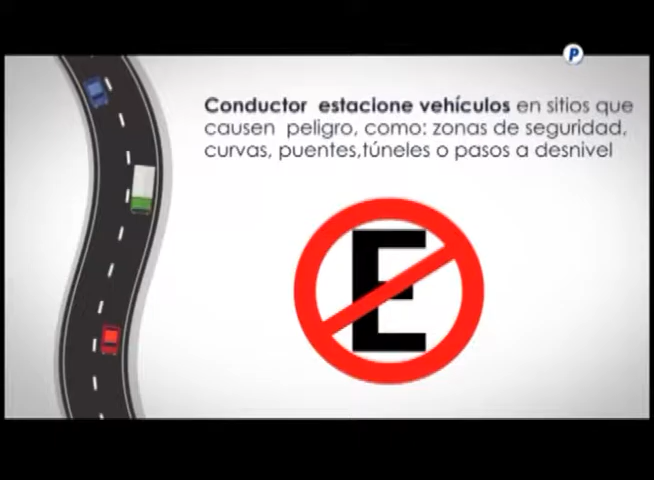 P
Conductor estacione vehículos en sitios que
causen peligro, como: zonas de seguridad,
curvas, puentes,túneles o pasos a desnivel
E